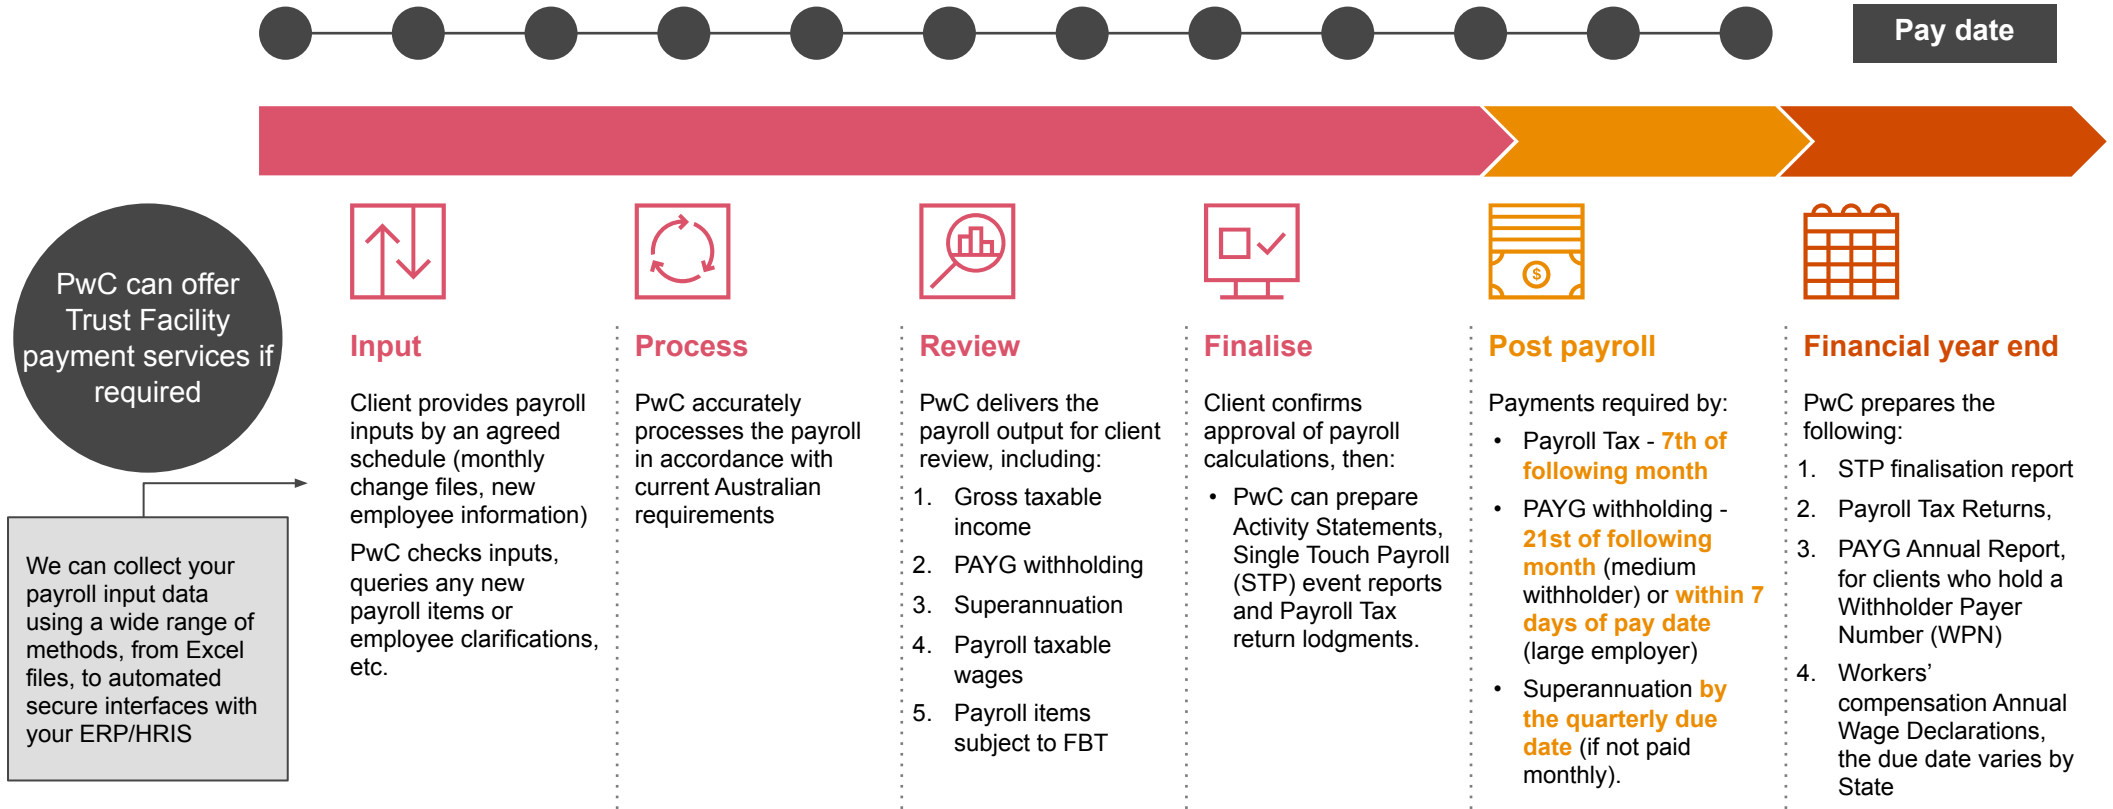 Pay date
PwC can offer
Trust Facility
payment services if
required
We can collect your
payroll input data
using a wide range of
methods, from Excel
files, to automated
secure interfaces with
your ERP/HRIS
Input
Client provides payroll
inputs by an agreed
schedule (monthly
change files, new
employee information)
PwC checks inputs,
queries any new
payroll items or
employee clarifications,
etc.
Process
PwC accurately
processes the payroll
in accordance with
current Australian
requirements
Review
PwC delivers the
payroll output for client
review, including:
1. Gross taxable
income
2. PAYG withholding
3. Superannuation
4. Payroll taxable
wages
5. Payroll items
subject to FBT
Finalise
Client confirms
approval of payroll
calculations, then:
• PwC can prepare
Activity Statements,
Single Touch Payroll
(STP) event reports
and Payroll Tax
return lodgments.
$
Post payroll
Payments required by:
• Payroll Tax - 7th of
following month
• PAYG withholding -
21st of following
month (medium
withholder) or within 7
days of pay date
(large employer)
• Superannuation by
the quarterly due
date (if not paid
monthly).
Financial year end
PwC prepares the
following:
1. STP finalisation report
2. Payroll Tax Returns,
3. PAYG Annual Report,
for clients who hold a
Withholder Payer
Number (WPN)
4. Workers’
compensation Annual
Wage Declarations,
the due date varies by
State